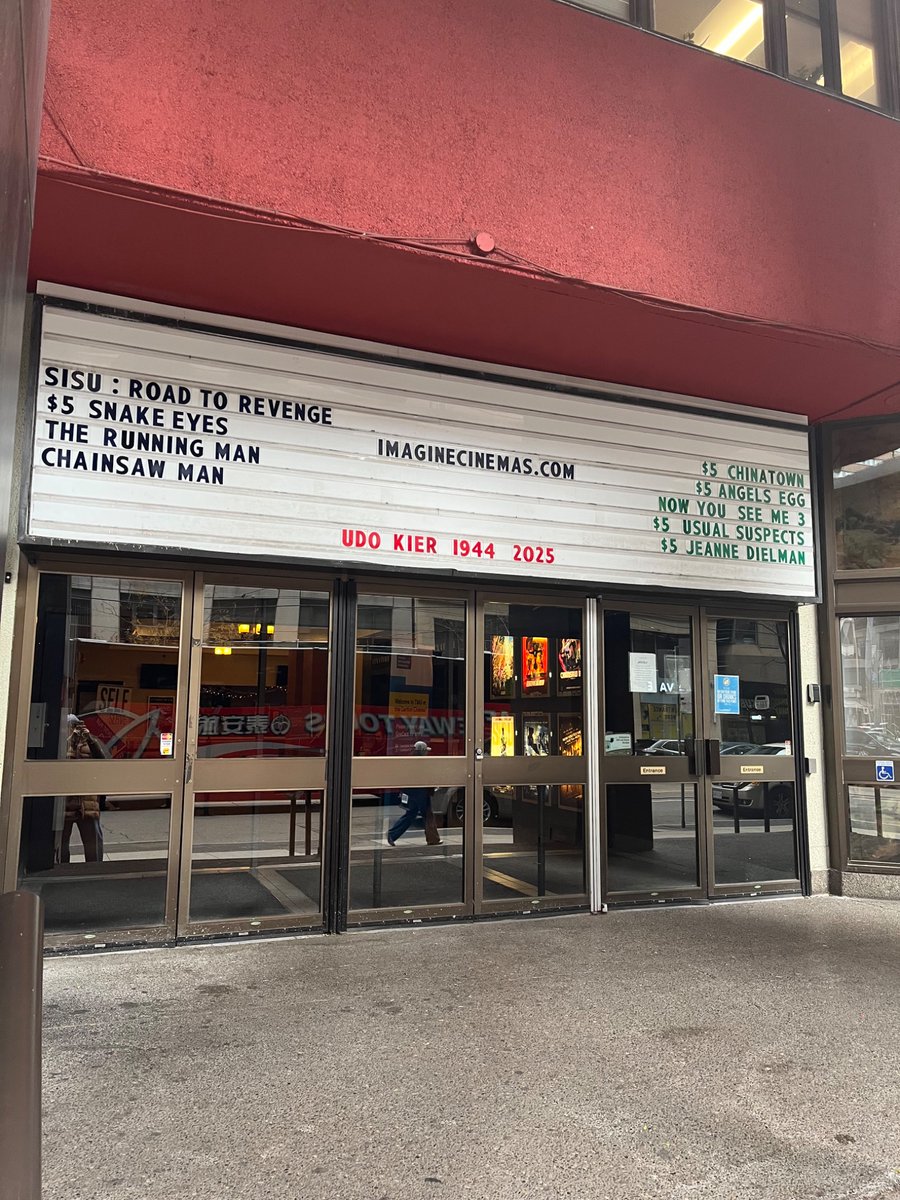 SISU : ROAD TO REVENGE
$5 SNAKE EYES
THE RUNNING MAN
CHAINSAW MAN
IMAGINECINEMAS.COM
UDO KIER 1944 2025
$5 CHINATOWN
$5 ANGELS EGG
NOW YOU SEE ME 3
$5 USUAL SUSPECTS
$5 JEANNE DIELMAN
Entrance
Entrance